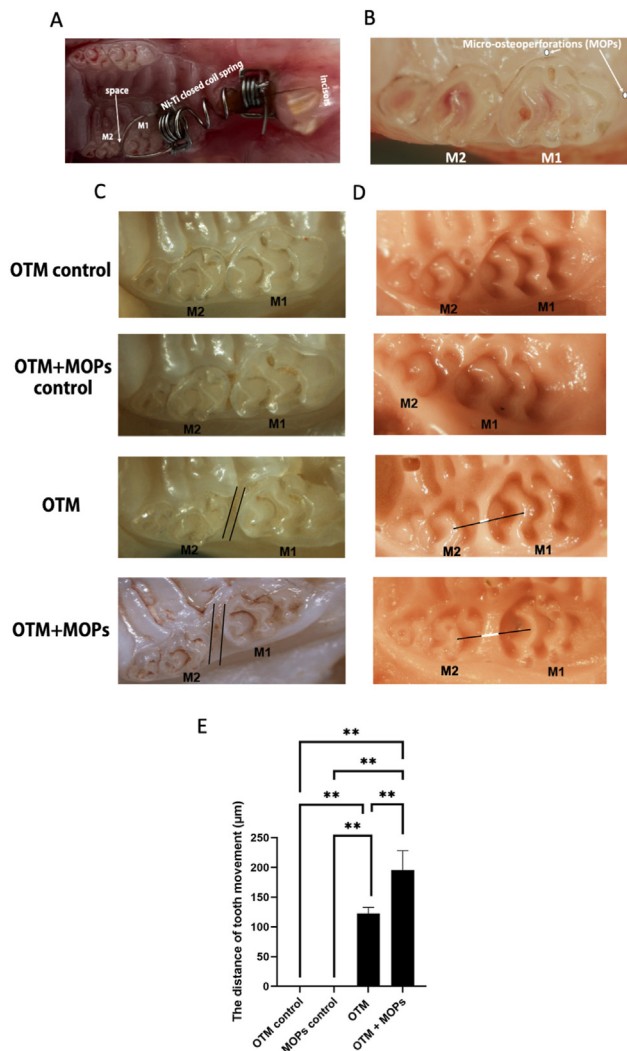 A
B
Ni-Ti closed coil spring
incisors
space
M1
M2
Micro-osteoperforations (MOPs)
M2
M1
C
D
OTM control
M2
M1
M2
M1
OTM+MOPs
control
M2
M1
M2
M1
OTM
M2
M1
M2
M1
OTM+MOPs
M2
M1
M2
M1
E
**
**
**
**
**
The distance of tooth movement (μm)
250
200
150
100
50
0
OTM control
MOPs control
OTM
OTM + MOPs